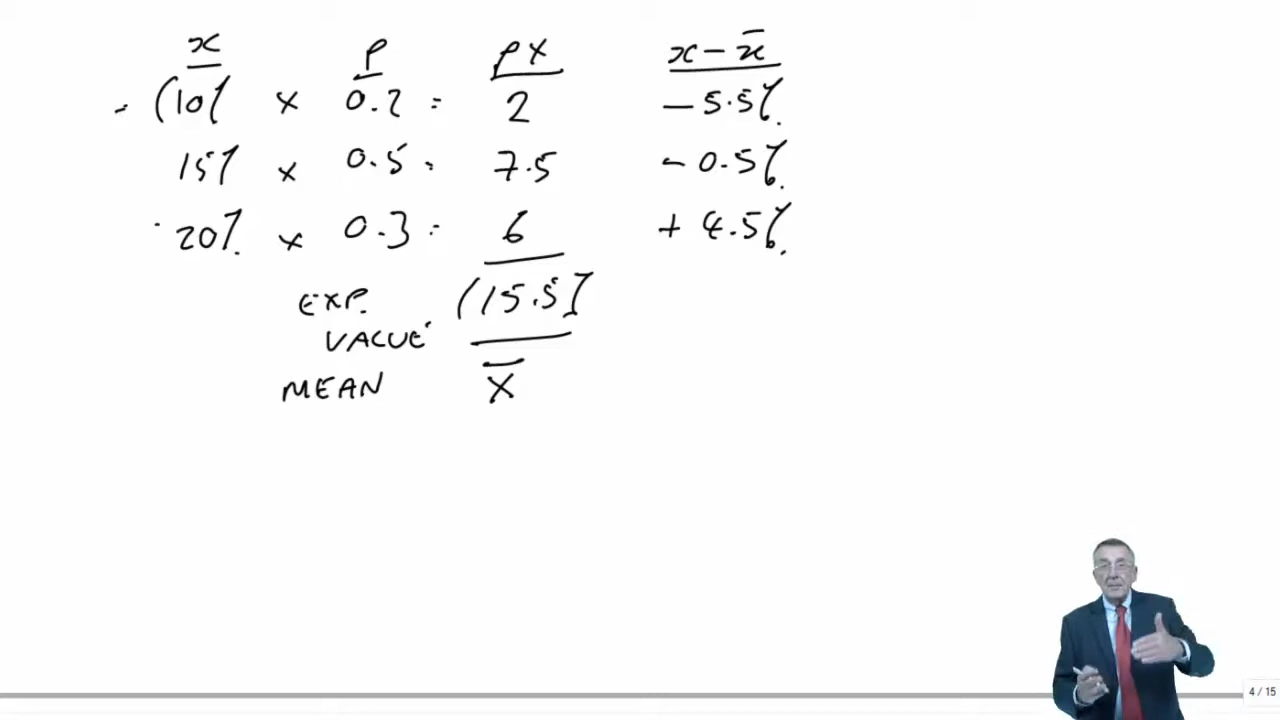 x p px x − x̄
(10% × 0.2 = 2 − 5.5%
15% × 0.5 = 7.5 − 0.5%
20% × 0.3 = 6 + 4.5%
EXP. (15.5%
VALUE
MEAN x̄
4 / 15